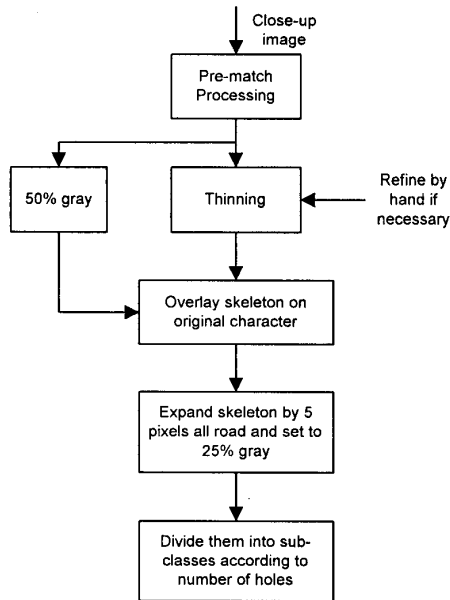 Close-up
image
Pre-match
Processing
50% gray
Thinning
Refine by
hand if
necessary
Overlay skeleton on
original character
Expand skeleton by 5
pixels all road and set to
25% gray
Divide them into sub-
classes according to
number of holes